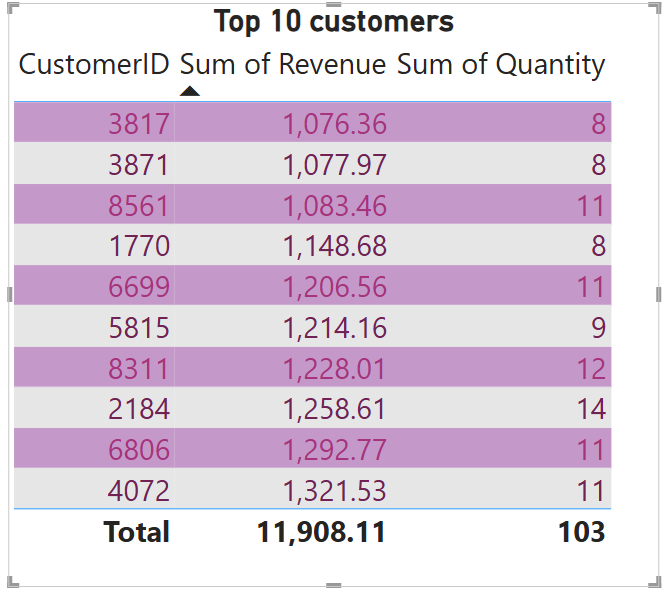 Top 10 customers
CustomerID Sum of Revenue Sum of Quantity
3817 1,076.36 8
3871 1,077.97 8
8561 1,083.46 11
1770 1,148.68 8
6699 1,206.56 11
5815 1,214.16 9
8311 1,228.01 12
2184 1,258.61 14
6806 1,292.77 11
4072 1,321.53 11
Total 11,908.11 103